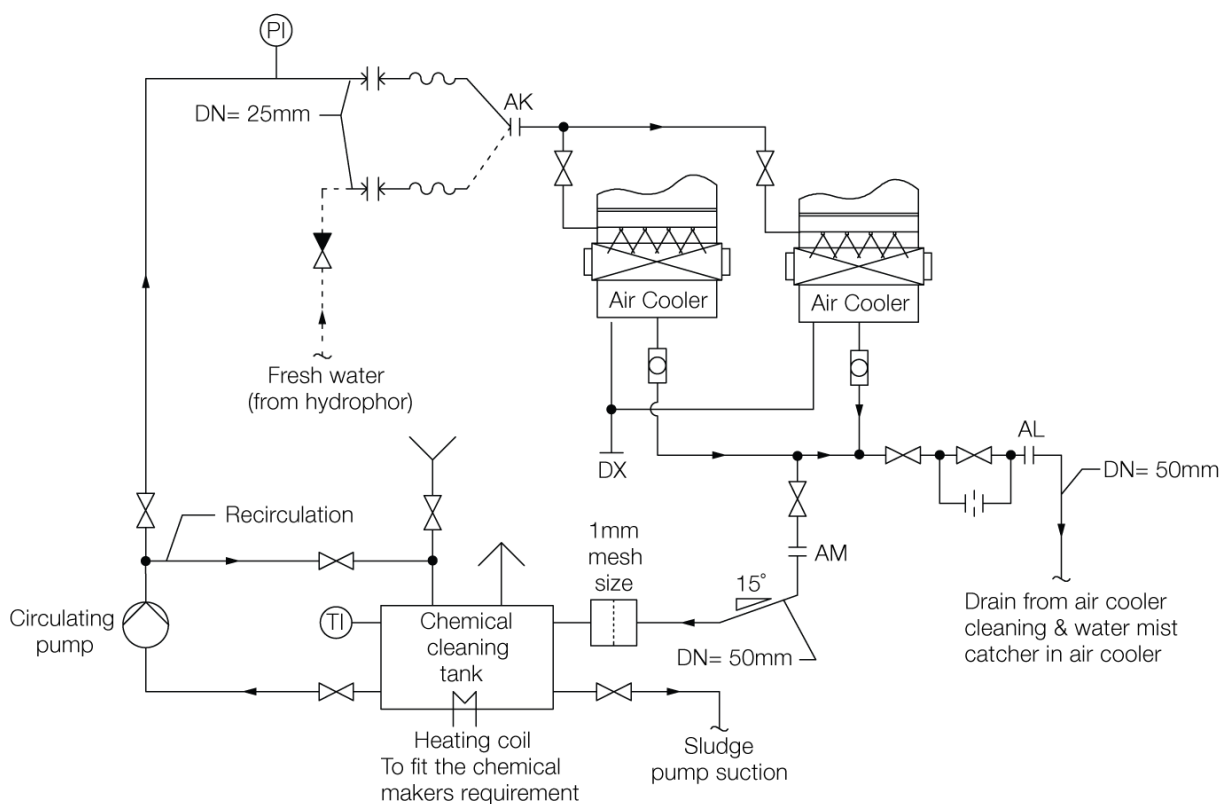 PI
DN= 25mm
AK
Fresh water
(from hydrophor)
Air Cooler
Air Cooler
DX
AL
DN= 50mm
Recirculation
1mm
mesh
size
AM
15°
Circulating
pump
TI
Chemical
cleaning
tank
DN= 50mm
Drain from air cooler
cleaning & water mist
catcher in air cooler
Heating coil
To fit the chemical
makers requirement
Sludge
pump suction